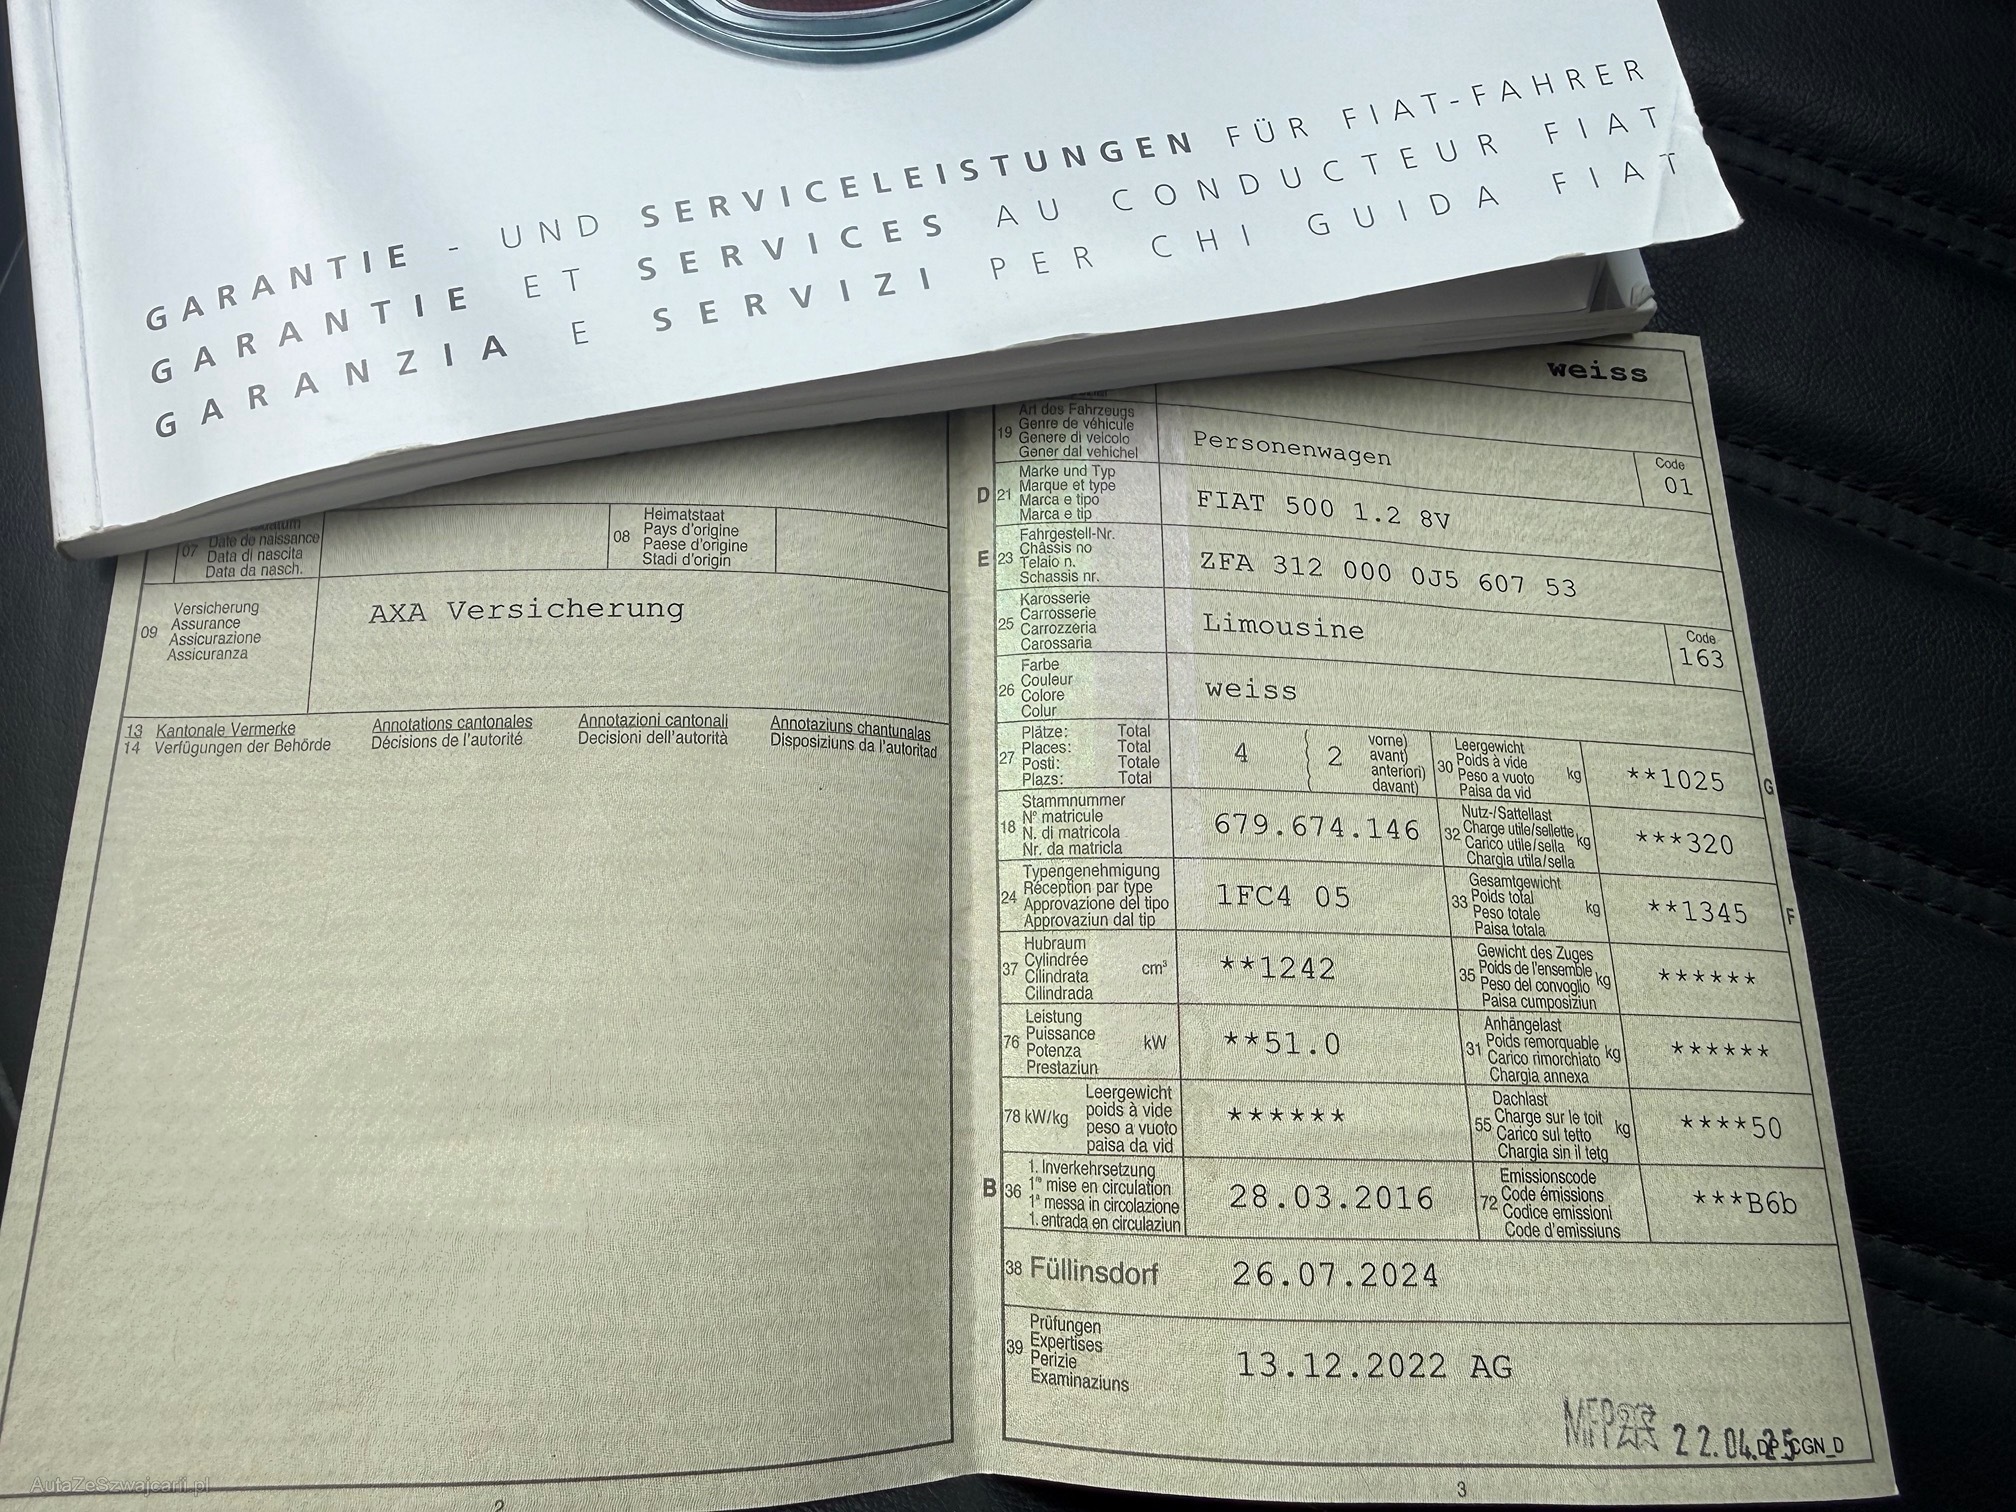 GARANTIE - UND SERVICELEISTUNGEN FÜR FIAT-FAHRER
GARANTIE ET SERVICES AU CONDUCTEUR FIAT
GARANZIA E SERVIZI PER CHI GUIDA FIAT
07 Date de naissance
Data di nascita
Data da nasch.
08 Heimatstaat
Pays d'origine
Paese d'origine
Stadi d'origin
09 Versicherung
Assurance
Assicurazione
Assicuranza
AXA Versicherung
13 Kantonale Vermerke Annotations cantonales Annotazioni cantonali Annotaziuns chantunalas
14 Verfügungen der Behörde Décisions de l'autorité Decisioni dell'autorità Disposiziuns da l'autoritad
2
weiss
19 Art des Fahrzeugs
Genre de véhicule
Genere di veicolo
Gener dal vehichel
Personenwagen
Code
01
D 21 Marke und Typ
Marque et type
Marca e tipo
Marca e tip
FIAT 500 1.2 8V
E 23 Fahrgestell-Nr.
Châssis no
Telaio n.
Schassis nr.
ZFA 312 000 0J5 607 53
25 Karosserie
Carrosserie
Carrozzeria
Carossaria
Limousine
Code
163
26 Farbe
Couleur
Colore
Colur
weiss
27 Plätze: Total
Places: Total
Posti: Totale
Plazs: Total
4 ( 2 vorne)
avant)
anteriori)
davant)
30 Leergewicht
Poids à vide
Peso a vuoto
Paisa da vid
kg
**1025
G
18 Stammnummer
N° matricule
N. di matricola
Nr. da matricla
679.674.146
32 Nutz-/Sattellast
Charge utile/sellette
Carico utile/sella
Chargia utila/sella
kg
***320
24 Typengenehmigung
Réception par type
Approvazione del tipo
Approvaziun dal tip
1FC4 05
33 Gesamtgewicht
Poids total
Peso totale
Paisa totala
kg
**1345
F
37 Hubraum
Cylindrée
Cilindrata
Cilindrada
cm³
**1242
35 Gewicht des Zuges
Poids de l'ensemble
Peso del convoglio
Paisa cumposiziun
kg
******
76 Leistung
Puissance
Potenza
Prestaziun
kW
**51.0
31 Anhängelast
Poids remorquable
Carico rimorchiato
Chargia annexa
kg
******
78 kW/kg
Leergewicht
poids à vide
peso a vuoto
paisa da vid
******
55 Dachlast
Charge sur le toit
Carico sul tetto
Chargia sin il tetg
kg
****50
B 36 1. Inverkehrsetzung
1re mise en circulation
1a messa in circolazione
1. entrada en circulaziun
28.03.2016
72 Emissionscode
Code émissions
Codice emissioni
Code d'emissiuns
***B6b
38 Füllinsdorf
26.07.2024
39 Prüfungen
Expertises
Perizie
Examinaziuns
13.12.2022 AG
MFP
22.04.25
CGN_D
3
AutaZeSzwajcarii.pl